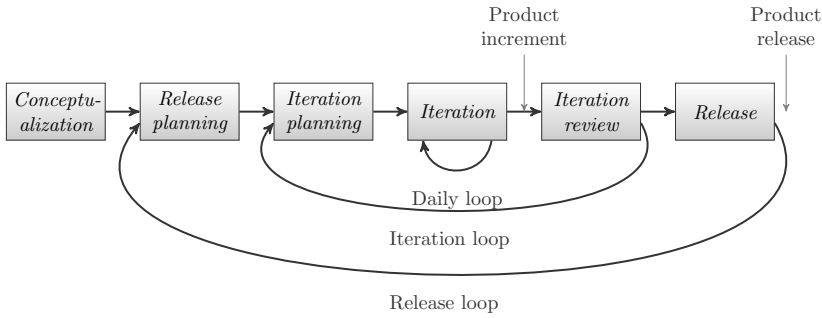 Product
increment
Product
release
Conceptu-
alization
Release
planning
Iteration
planning
Iteration
Iteration
review
Release
Daily loop
Iteration loop
Release loop